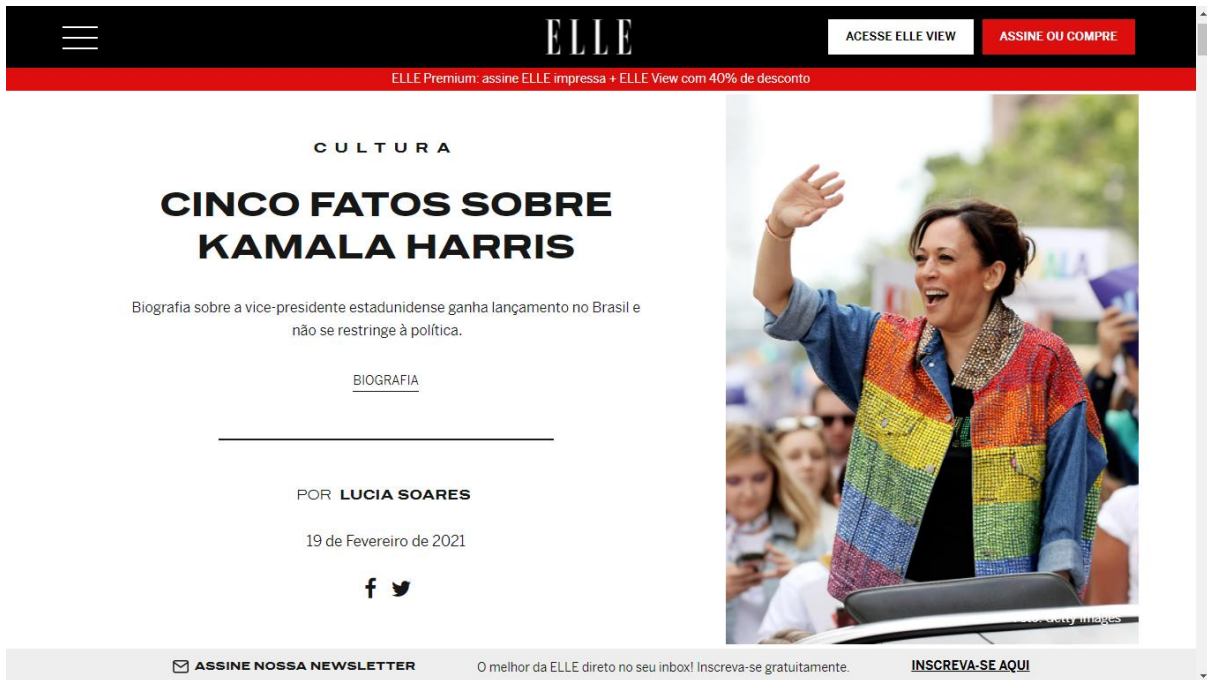 ELLE
ACESSE ELLE VIEW
ASSINE OU COMPRE
ELLE Premium: assine ELLE impressa + ELLE View com 40% de desconto
CULTURA
CINCO FATOS SOBRE
KAMALA HARRIS
Biografia sobre a vice-presidente estadunidense ganha lançamento no Brasil e
não se restringe à política.
BIOGRAFIA
POR LUCIA SOARES
19 de Fevereiro de 2021
Foto: Getty Images
ASSINE NOSSA NEWSLETTER
O melhor da ELLE direto no seu inbox! Inscreva-se gratuitamente.
INSCREVA-SE AQUI